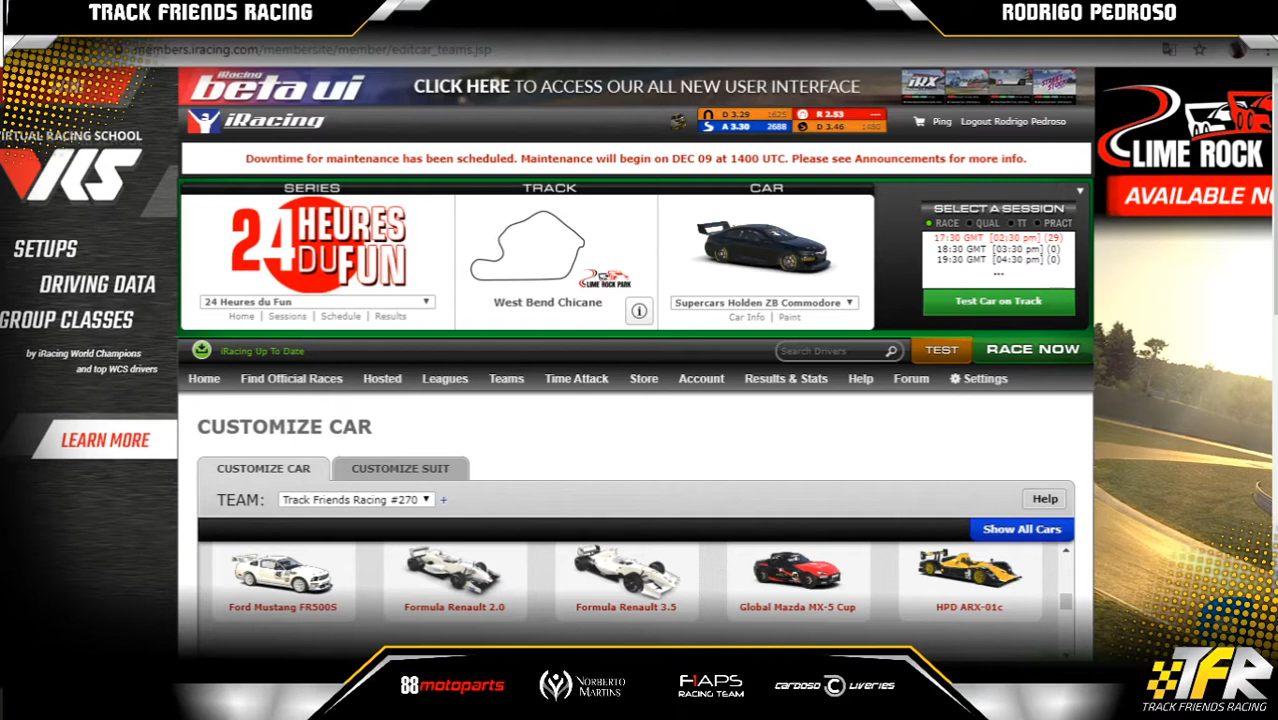 TRACK FRIENDS RACING
RODRIGO PEDROSO
members.iracing.com/membersite/member/editcar_teams.jsp
iRacing
beta ui
CLICK HERE TO ACCESS OUR ALL NEW USER INTERFACE
iRacing
D 3.29 1625
R 2.53 ---
A 3.30 2688
D 3.46 1480
Ping
Logout Rodrigo Pedroso
Downtime for maintenance has been scheduled. Maintenance will begin on DEC 09 at 1400 UTC. Please see Announcements for more info.
VIRTUAL RACING SCHOOL
VRS
SETUPS
DRIVING DATA
GROUP CLASSES
by iRacing World Champions
and top WCS drivers
LEARN MORE
SERIES
24 HEURES
DU FUN
24 Heures du Fun
Home | Sessions | Schedule | Results
TRACK
LIME ROCK PARK
West Bend Chicane
CAR
Supercars Holden ZB Commodore
Car Info | Paint
SELECT A SESSION
RACE QUAL TT PRACT
17:30 GMT [02:30 pm] (29)
18:30 GMT [03:30 pm] (0)
19:30 GMT [04:30 pm] (0)
---
Test Car on Track
LIME ROCK
AVAILABLE N
iRacing Up To Date
Search Drivers
TEST
RACE NOW
Home
Find Official Races
Hosted
Leagues
Teams
Time Attack
Store
Account
Results & Stats
Help
Forum
Settings
CUSTOMIZE CAR
CUSTOMIZE CAR
CUSTOMIZE SUIT
TEAM: Track Friends Racing #270 +
Help
Show All Cars
Ford Mustang FR500S
Formula Renault 2.0
Formula Renault 3.5
Global Mazda MX-5 Cup
HPD ARX-01c
88motoparts
NORBERTO
MARTINS
F1APS
RACING TEAM
CARDOSO LIVERIES
TFR
TRACK FRIENDS RACING